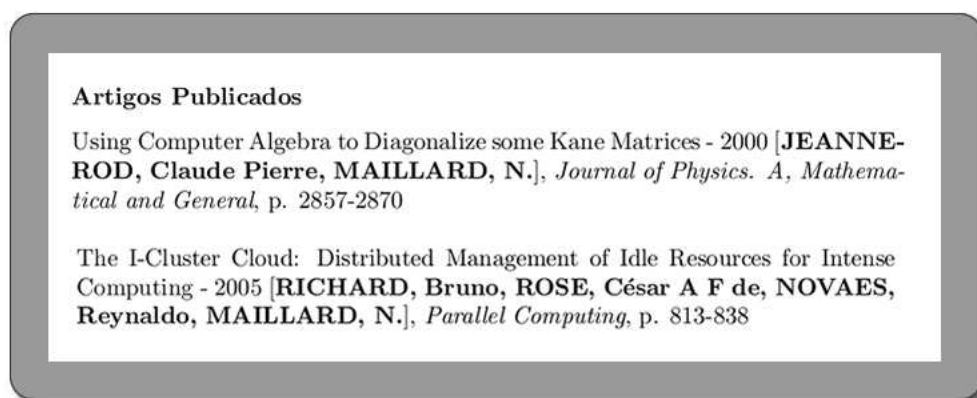 Artigos Publicados
Using Computer Algebra to Diagonalize some Kane Matrices - 2000 [JEANNE-
ROD, Claude Pierre, MAILLARD, N.], Journal of Physics. A, Mathema-
tical and General, p. 2857-2870
The I-Cluster Cloud: Distributed Management of Idle Resources for Intense
Computing - 2005 [RICHARD, Bruno, ROSE, César A F de, NOVAES,
Reynaldo, MAILLARD, N.], Parallel Computing, p. 813-838